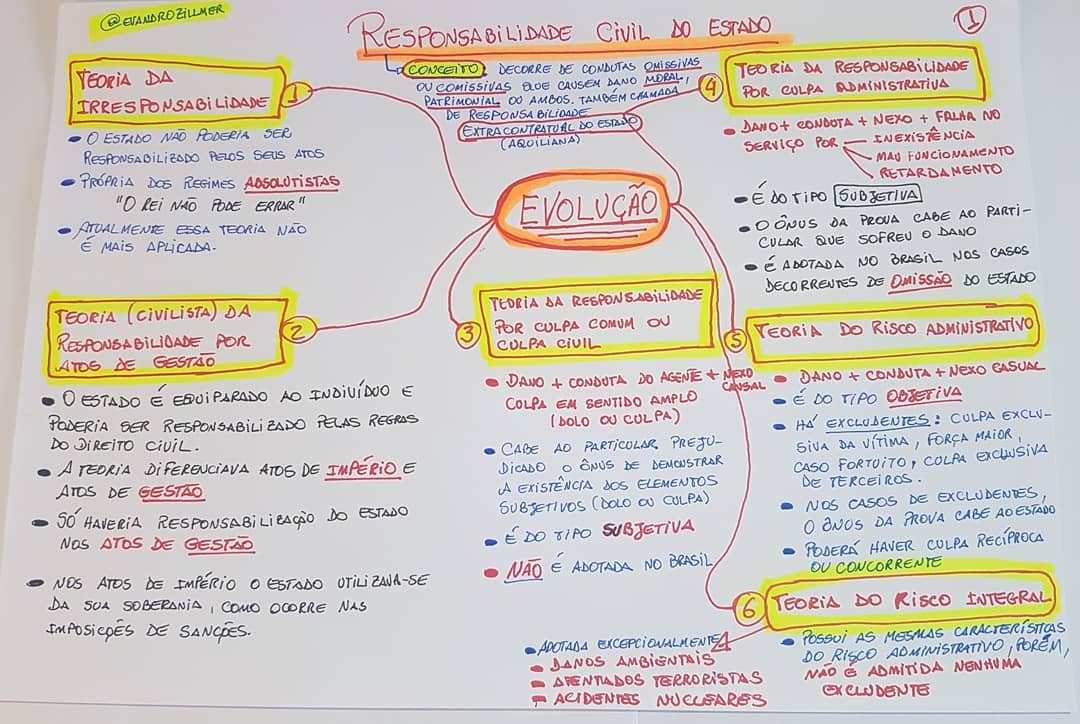 @EVANDROZILLMER
RESPONSABILIDADE CIVIL DO ESTADO
1
CONCEITO: DECORRE DE CONDUTAS OMISSIVAS
OU COMISSIVAS QUE CAUSEM DANO MORAL,
PATRIMONIAL OU AMBOS. TAMBÉM CHAMADA
DE RESPONSABILIDADE
EXTRACONTRATUAL DO ESTADO
(AQUILIANA)
EVOLUÇÃO
TEORIA DA
IRRESPONSABILIDADE
1
• O ESTADO NÃO PODERIA SER
RESPONSABILIZADO PELOS SEUS ATOS
• PRÓPRIA DOS REGIMES ABSOLUTISTAS
"O REI NÃO PODE ERRAR"
• ATUALMENTE ESSA TEORIA NÃO
É MAIS APLICADA.
TEORIA (CIVILISTA) DA
RESPONSABILIDADE POR
ATOS DE GESTÃO
2
• O ESTADO É EQUIPARADO AO INDIVÍDUO E
PODERIA SER RESPONSABILIZADO PELAS REGRAS
DO DIREITO CIVIL.
• A TEORIA DIFERENCIAVA ATOS DE IMPÉRIO E
ATOS DE GESTÃO
• SÓ HAVERIA RESPONSABILIZAÇÃO DO ESTADO
NOS ATOS DE GESTÃO
• NOS ATOS DE IMPÉRIO O ESTADO UTILIZAVA-SE
DA SUA SOBERANIA, COMO OCORRE NAS
IMPOSIÇÕES DE SANÇÕES.
3
TEORIA DA RESPONSABILIDADE
POR CULPA COMUM OU
CULPA CIVIL
• DANO + CONDUTA DO AGENTE + NEXO
CAUSAL
CULPA EM SENTIDO AMPLO
(DOLO OU CULPA)
• CABE AO PARTICULAR PREJU-
DICADO O ÔNUS DE DEMONSTRAR
A EXISTÊNCIA DOS ELEMENTOS
SUBJETIVOS (DOLO OU CULPA)
• É DO TIPO SUBJETIVA
• NÃO É ADOTADA NO BRASIL
4
TEORIA DA RESPONSABILIDADE
POR CULPA ADMINISTRATIVA
• DANO + CONDUTA + NEXO + FALHA NO
SERVIÇO POR INEXISTÊNCIA
MAU FUNCIONAMENTO
RETARDAMENTO
• É DO TIPO SUBJETIVA
• O ÔNUS DA PROVA CABE AO PARTI-
CULAR QUE SOFREU O DANO
• É ADOTADA NO BRASIL NOS CASOS
DECORRENTES DE OMISSÃO DO ESTADO
5
TEORIA DO RISCO ADMINISTRATIVO
• DANO + CONDUTA + NEXO CASUAL
• É DO TIPO OBJETIVA
• HÁ EXCLUDENTES: CULPA EXCLU-
SIVA DA VÍTIMA, FORÇA MAIOR,
CASO FORTUITO, CULPA EXCLUSIVA
DE TERCEIROS.
• NOS CASOS DE EXCLUDENTES,
O ÔNUS DA PROVA CABE AO ESTADO
• PODERÁ HAVER CULPA RECÍPROCA
OU CONCORRENTE
6
TEORIA DO RISCO INTEGRAL
• POSSUI AS MESMAS CARACTERÍSTICAS
DO RISCO ADMINISTRATIVO, PORÉM,
NÃO É ADMITIDA NENHUMA
EXCLUDENTE
• ADOTADA EXCEPCIONALMENTE
• DANOS AMBIENTAIS
• ATENTADOS TERRORISTAS
• ACIDENTES NUCLEARES